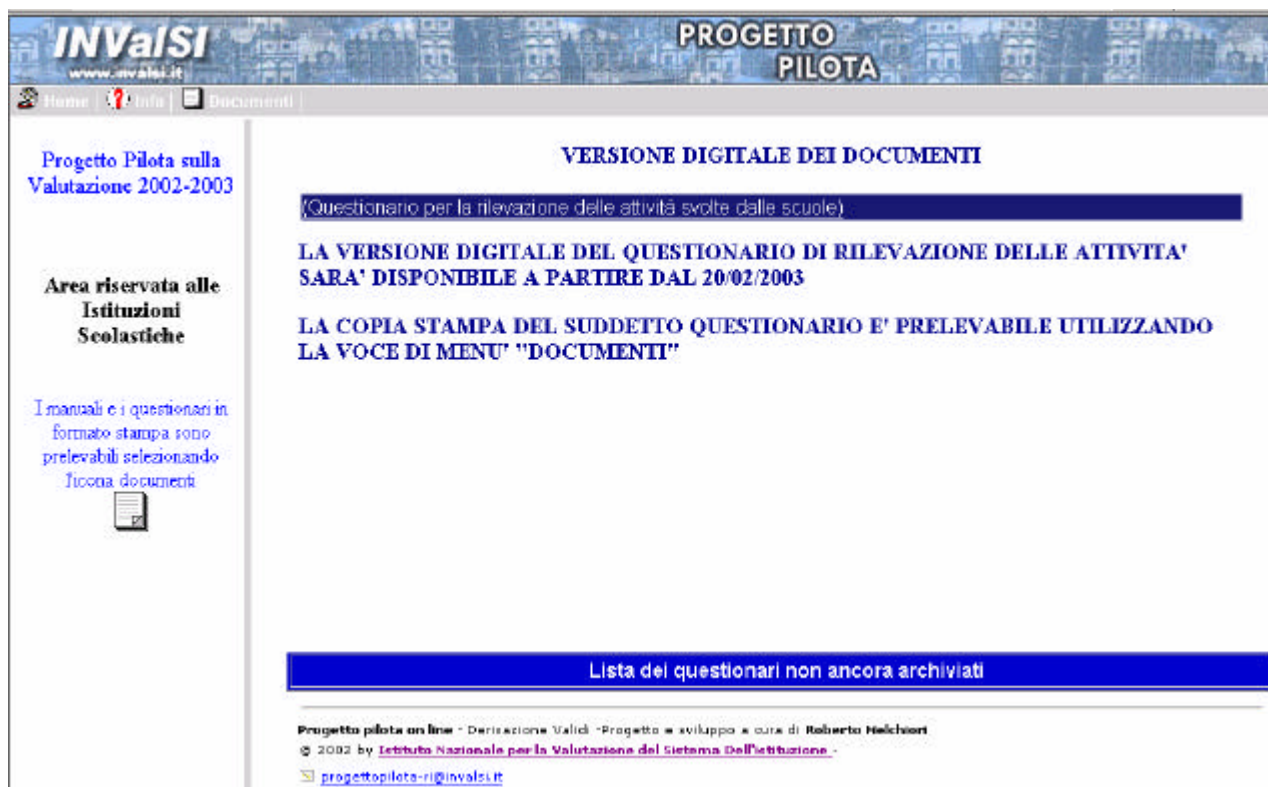 INValSI
www.invalsi.it
PROGETTO
PILOTA
Home | Info | Documenti |
Progetto Pilota sulla
Valutazione 2002-2003
Area riservata alle
Istituzioni
Scolastiche
I manuali e i questionari in
formato stampa sono
prelevabili selezionando
l'icona documenti
VERSIONE DIGITALE DEI DOCUMENTI
(Questionario per la rilevazione delle attività svolte dalle scuole)
LA VERSIONE DIGITALE DEL QUESTIONARIO DI RILEVAZIONE DELLE ATTIVITA'
SARA' DISPONIBILE A PARTIRE DAL 20/02/2003
LA COPIA STAMPA DEL SUDDETTO QUESTIONARIO E' PRELEVABILE UTILIZZANDO
LA VOCE DI MENU' "DOCUMENTI"
Lista dei questionari non ancora archiviati
Progetto pilota on line - Validi -Progetto e sviluppo a cura di Roberto Melchiori
© 2002 by Istituto Nazionale per la Valutazione del Sistema Dell'istituzione -
progettopilota-ri@invalsi.it